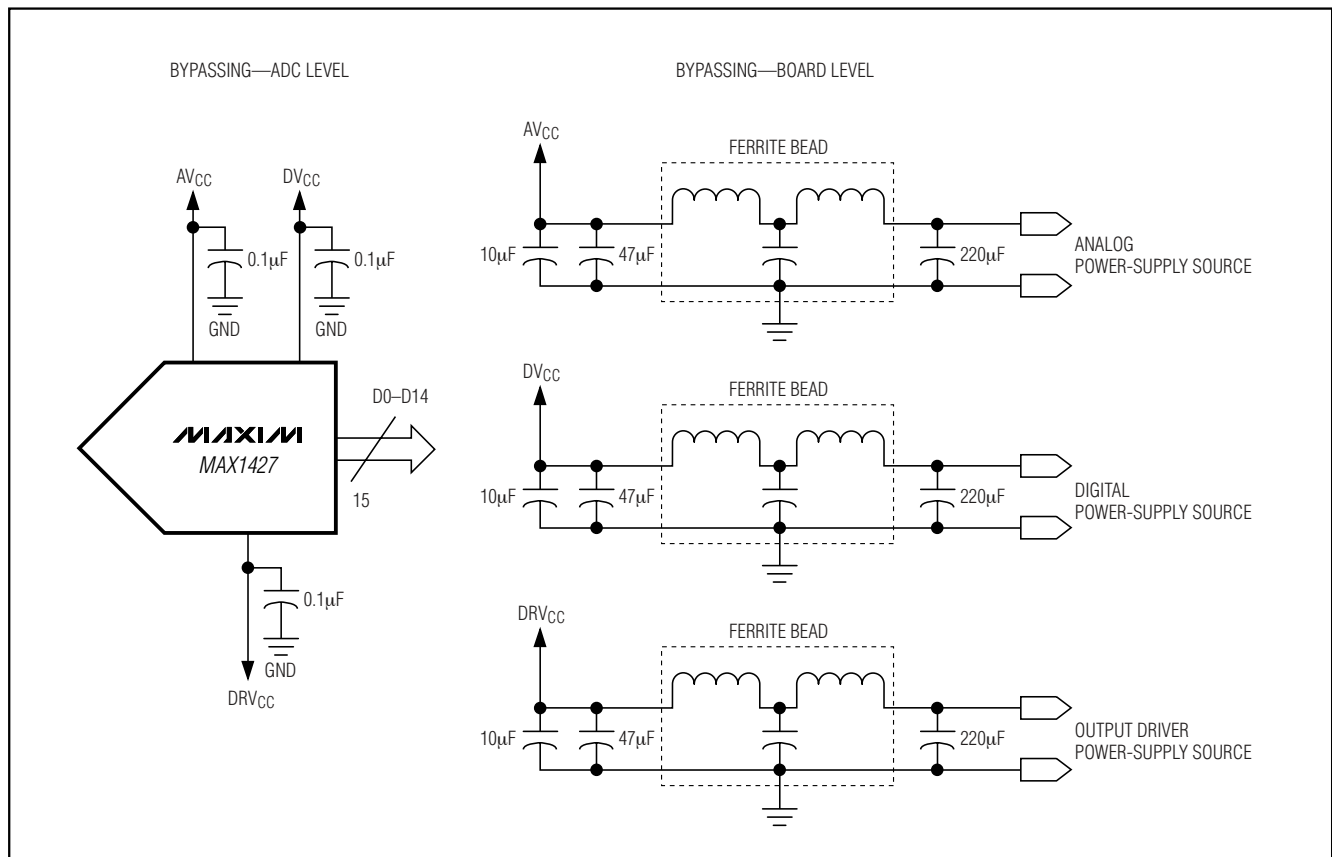 BYPASSING—ADC LEVEL
BYPASSING—BOARD LEVEL
AVCC
DVCC
0.1µF
0.1µF
GND
GND
MAXIM
MAX1427
D0–D14
15
0.1µF
GND
DRVCC
AVCC
FERRITE BEAD
10µF
47µF
220µF
ANALOG
POWER-SUPPLY SOURCE
DVCC
FERRITE BEAD
10µF
47µF
220µF
DIGITAL
POWER-SUPPLY SOURCE
DRVCC
FERRITE BEAD
10µF
47µF
220µF
OUTPUT DRIVER
POWER-SUPPLY SOURCE